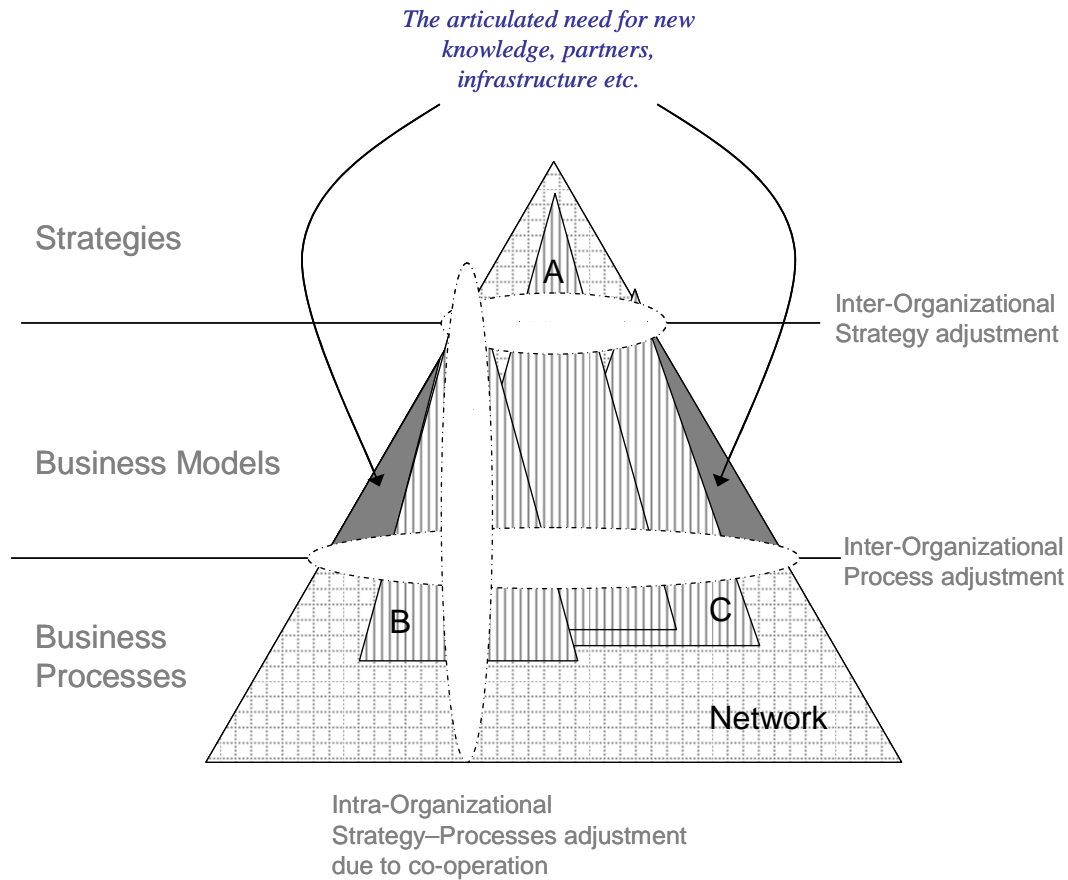 The articulated need for new
knowledge, partners,
infrastructure etc.
Strategies
A
Inter-Organizational
Strategy adjustment
Business Models
Inter-Organizational
Process adjustment
B
C
Business
Processes
Network
Intra-Organizational
Strategy–Processes adjustment
due to co-operation